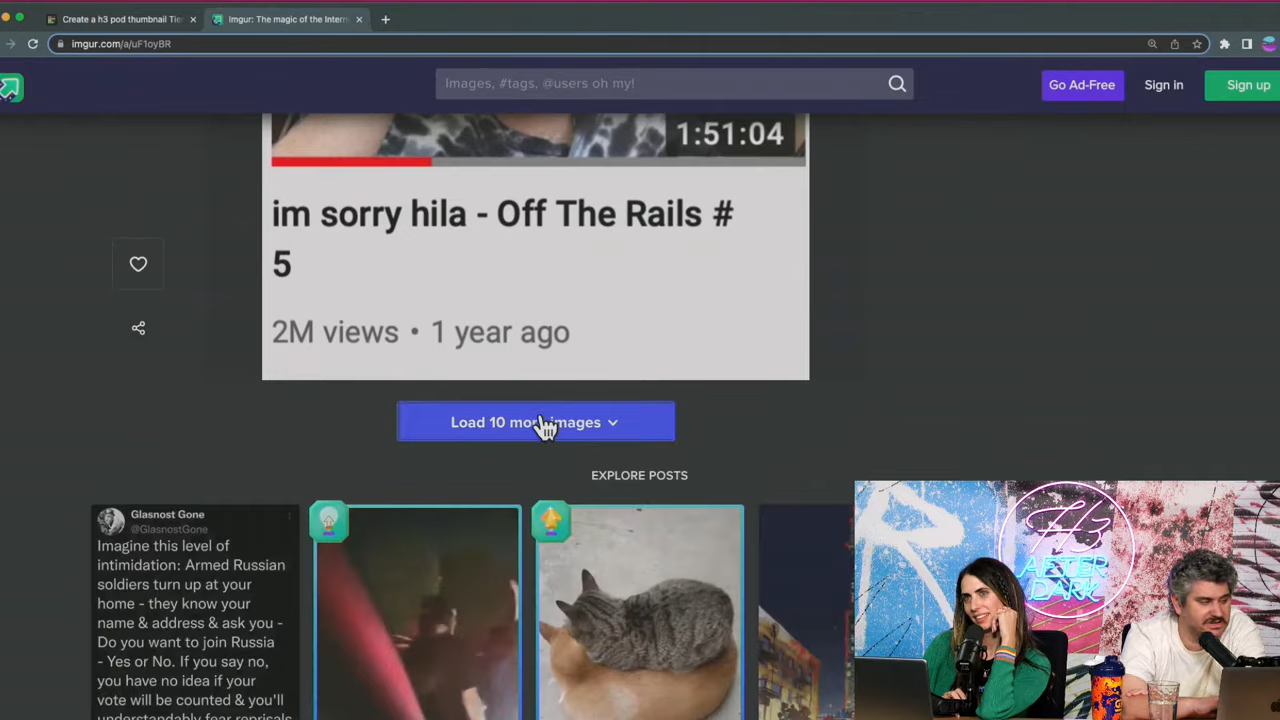 Create a h3 pod thumbnail Tie
Imgur: The magic of the Intern
imgur.com/a/uF1oyBR
Images, #tags, @users oh my!
Go Ad-Free
Sign in
Sign up
1:51:04
im sorry hila - Off The Rails #
5
2M views • 1 year ago
Load 10 more images
EXPLORE POSTS
Glasnost Gone
@GlasnostGone
Imagine this level of
intimidation: Armed Russian
soldiers turn up at your
home - they know your
name & address & ask you -
Do you want to join Russia
- Yes or No. If you say no,
you have no idea if your
vote will be counted & you'll
understandably fear reprisals
H3
AFTER
DARK